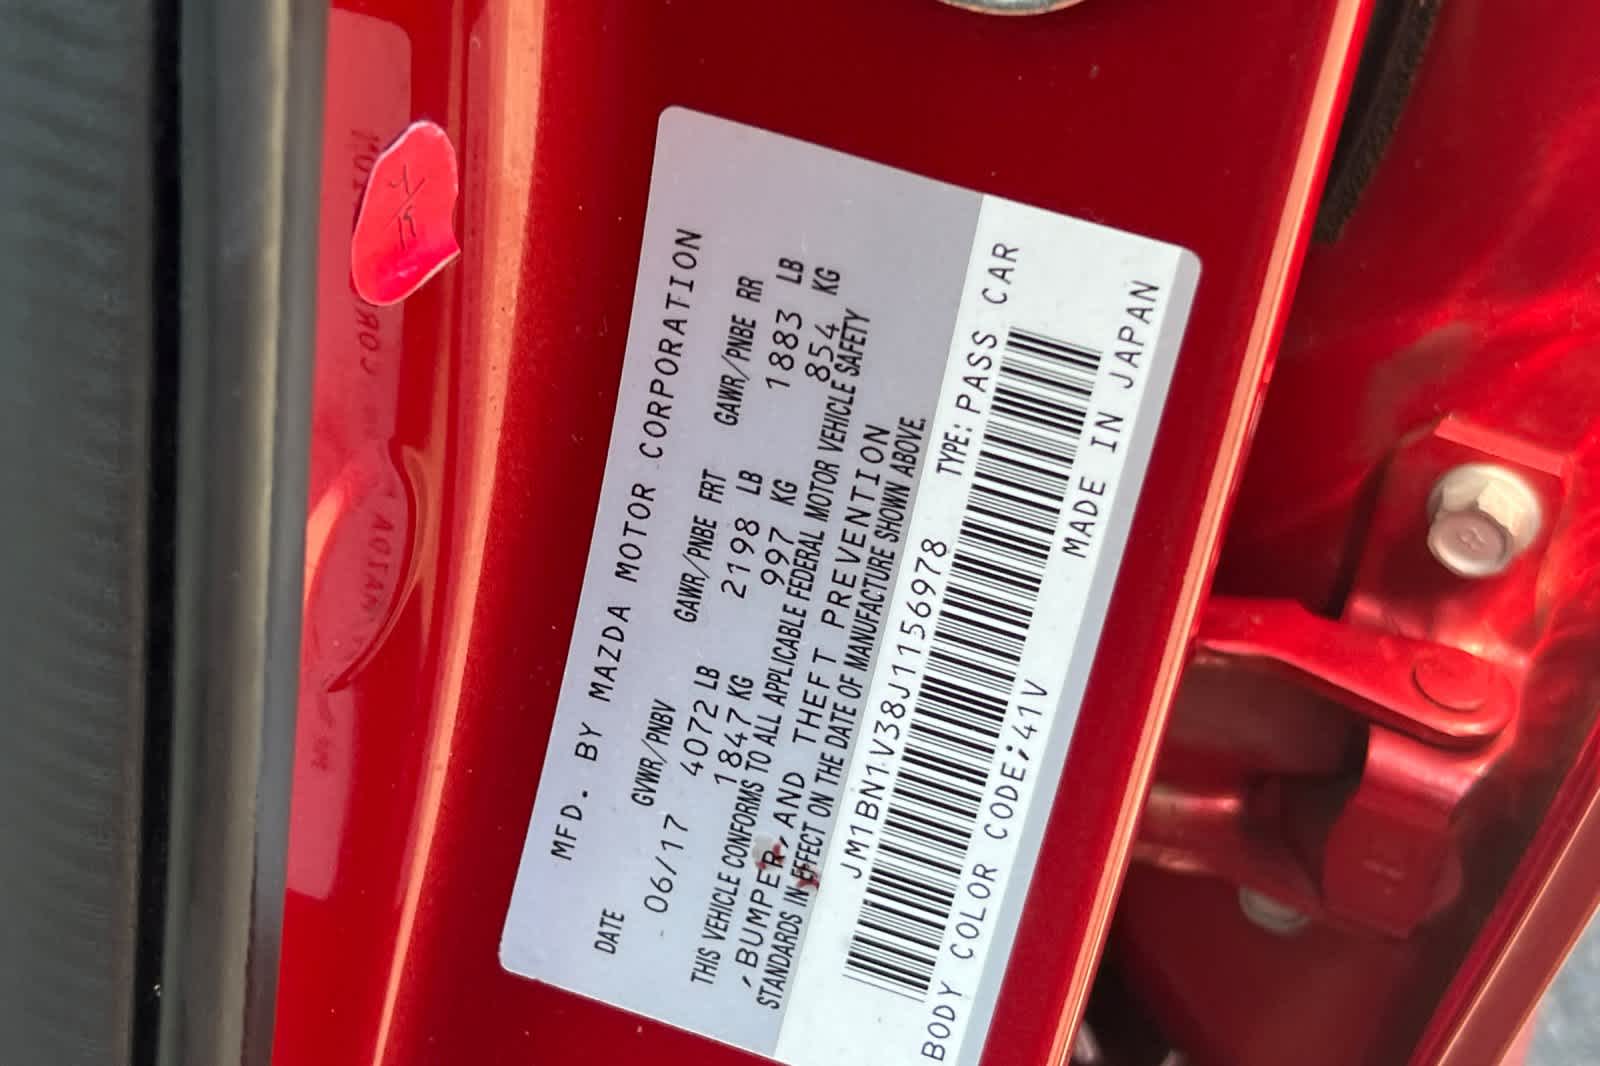 MFD. BY MAZDA MOTOR CORPORATION
DATE GVWR/PNBV GAWR/PNBE FRT GAWR/PNBE RR
06/17 4072 LB 2198 LB 1883 LB
1847 KG 997 KG 854 KG
THIS VEHICLE CONFORMS TO ALL APPLICABLE FEDERAL MOTOR VEHICLE SAFETY
,BUMPER,AND THEFT PREVENTION
STANDARDS IN EFFECT ON THE DATE OF MANUFACTURE SHOWN ABOVE.
JM1BN1V38J1156978 TYPE: PASS CAR
BODY COLOR CODE;41V MADE IN JAPAN